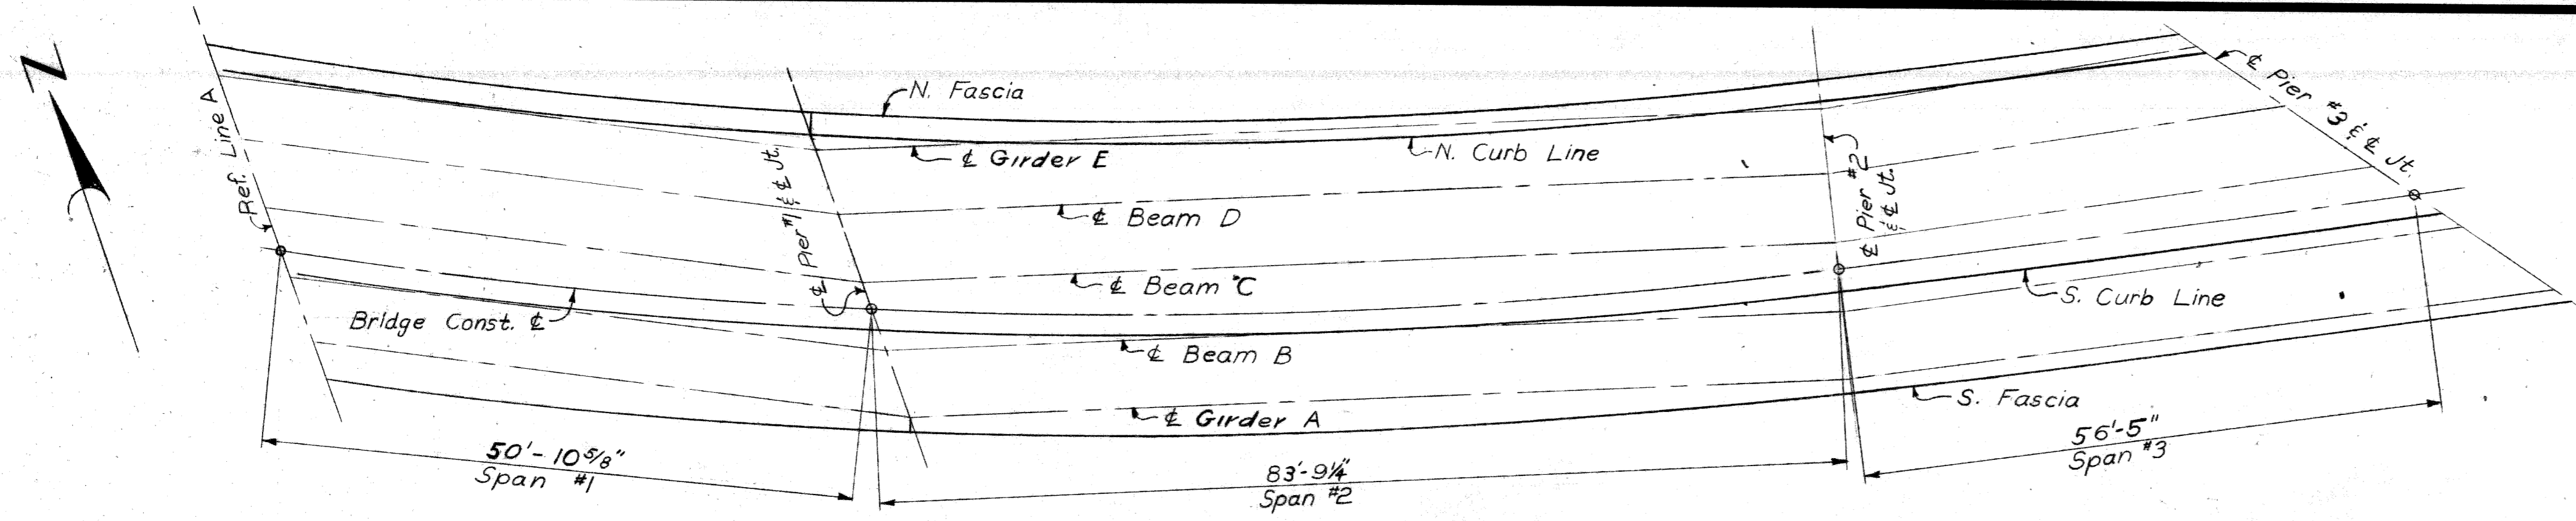 N
Ref. Line A
N. Fascia
℄ Girder E
N. Curb Line
℄ Pier #1 & ℄ Jt.
℄ Pier #2
& ℄ Jt.
℄ Pier #3 & ℄ Jt.
℄ Beam D
℄ Beam C
Bridge Const. ℄
℄ Beam B
S. Curb Line
℄ Girder A
S. Fascia
50'-10 5/8"
Span #1
83'-9 1/4"
Span #2
56'-5"
Span #3